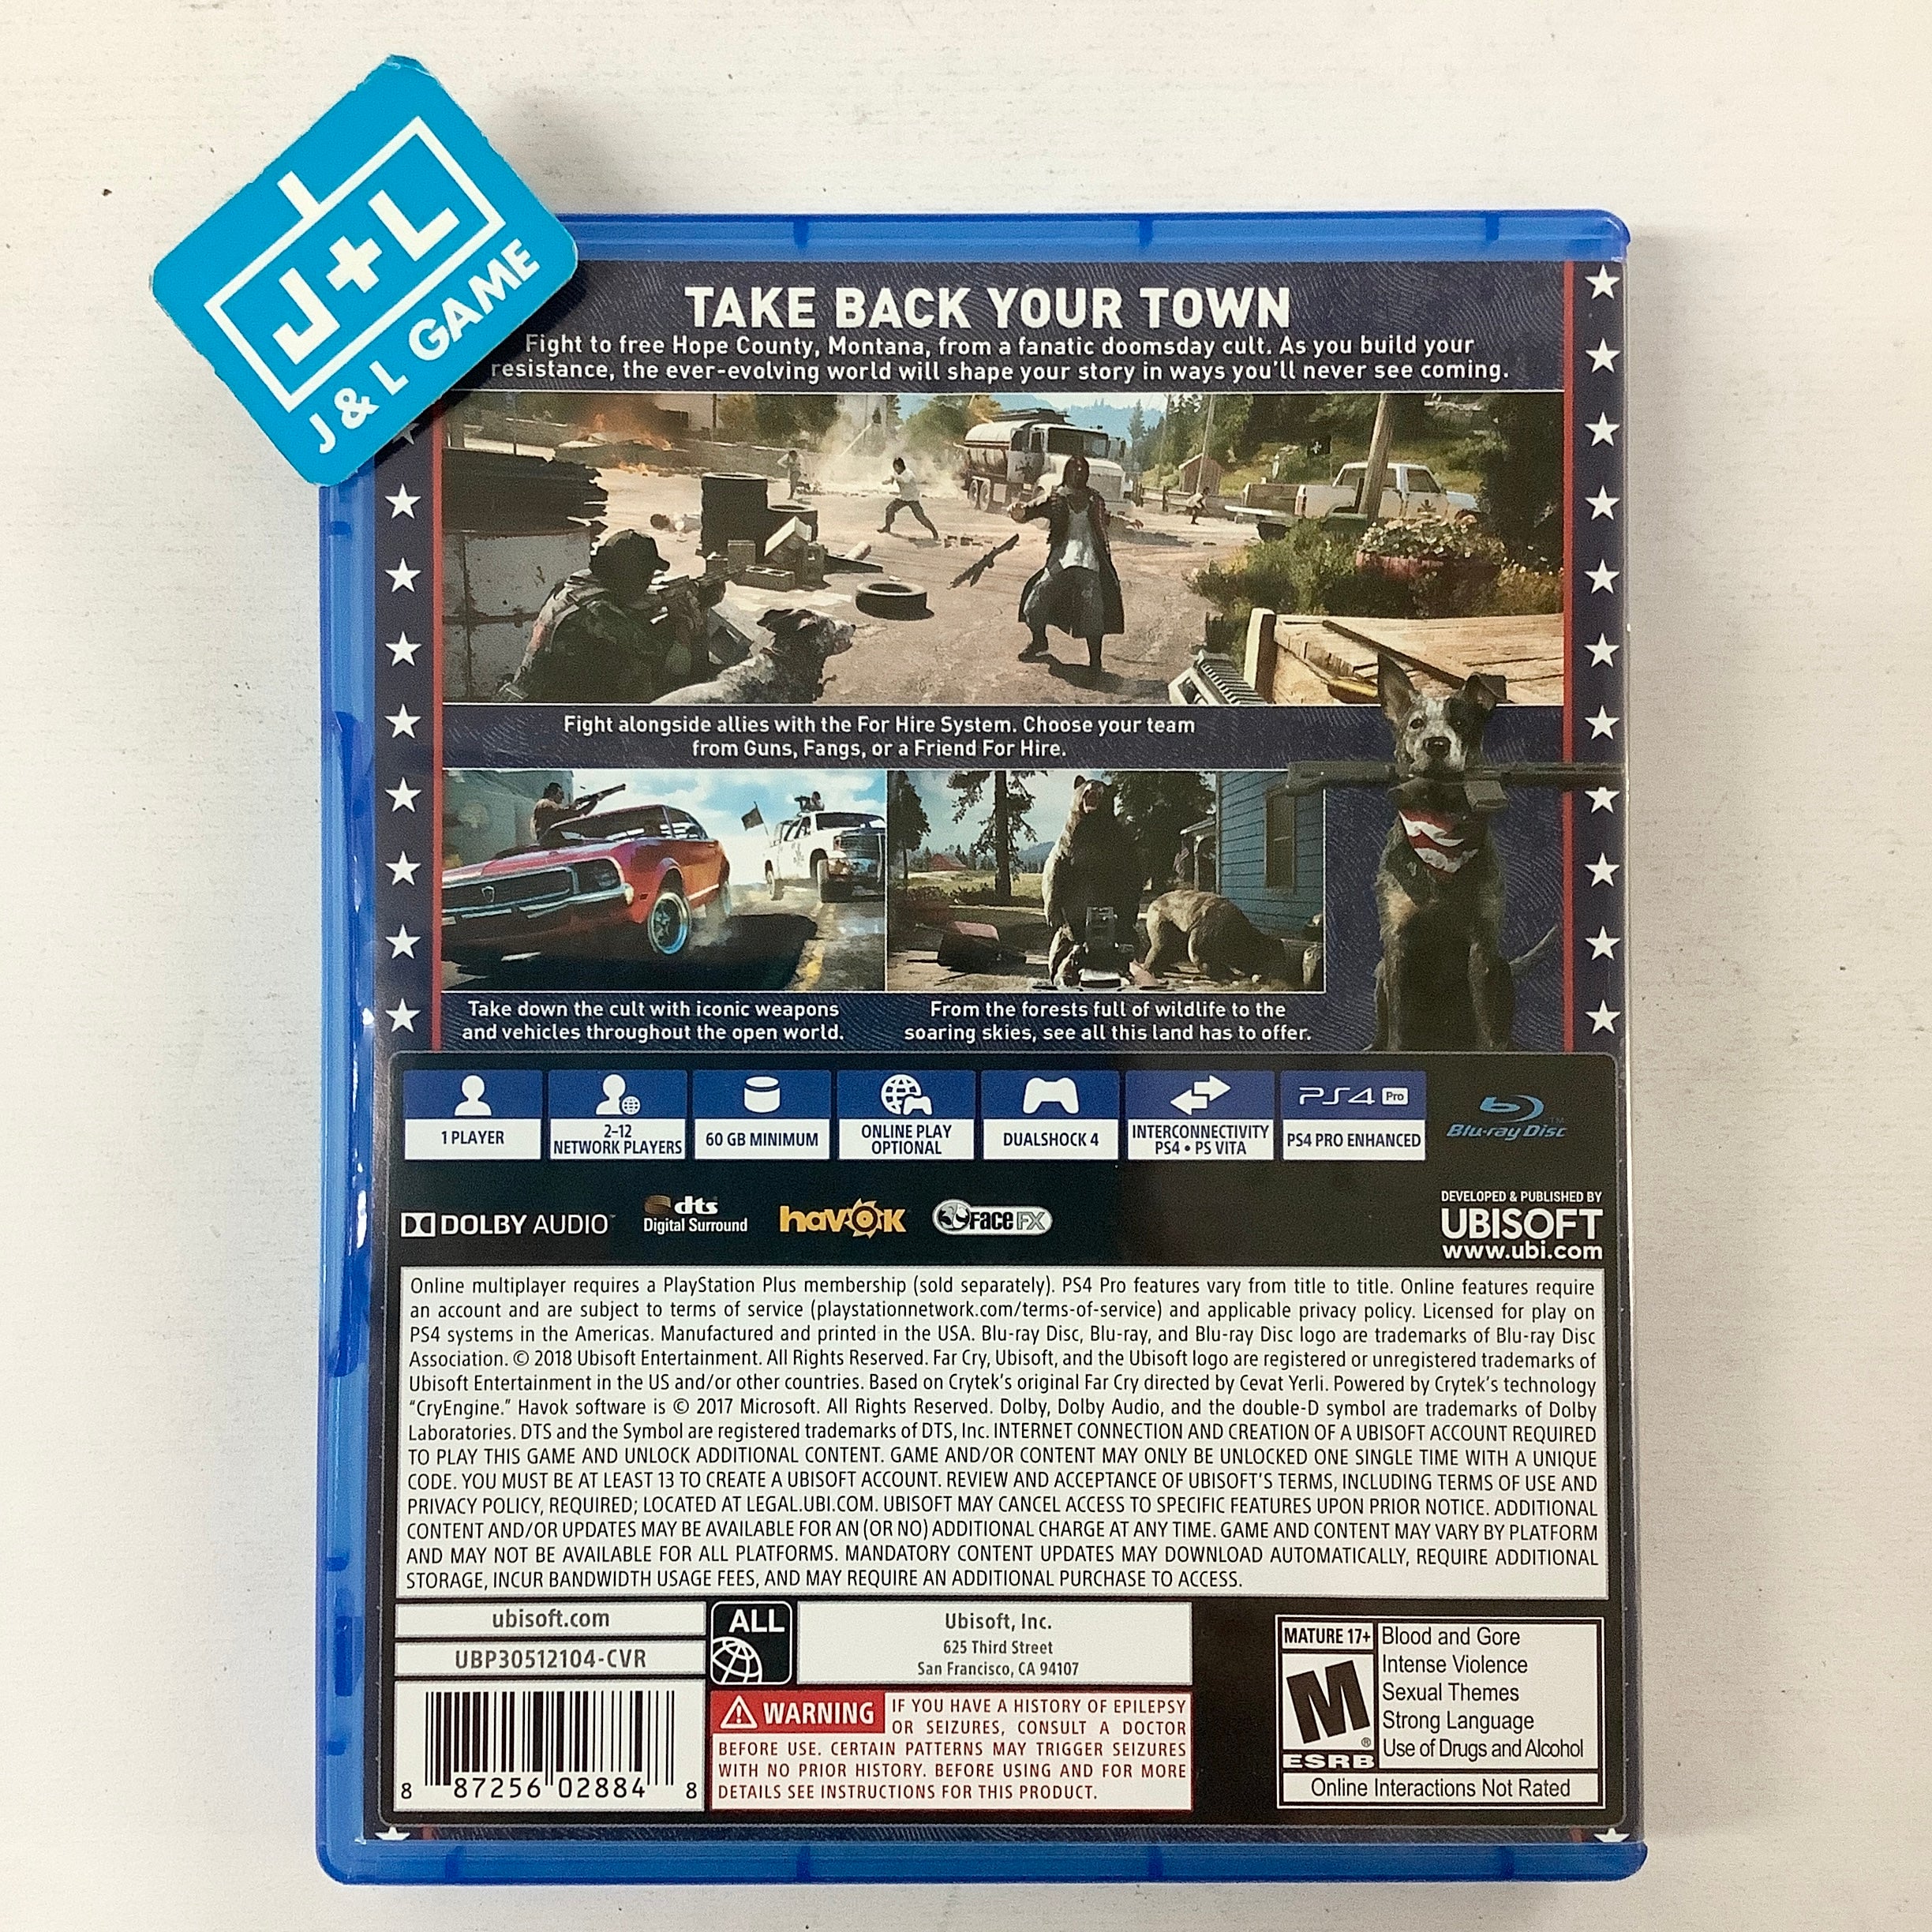 J+L
J & L GAME
TAKE BACK YOUR TOWN
Fight to free Hope County, Montana, from a fanatic doomsday cult. As you build your
resistance, the ever-evolving world will shape your story in ways you'll never see coming.
Fight alongside allies with the For Hire System. Choose your team
from Guns, Fangs, or a Friend For Hire.
Take down the cult with iconic weapons
and vehicles throughout the open world.
From the forests full of wildlife to the
soaring skies, see all this land has to offer.
1 PLAYER
2-12
NETWORK PLAYERS
60 GB MINIMUM
ONLINE PLAY
OPTIONAL
DUALSHOCK 4
INTERCONNECTIVITY
PS4 • PS VITA
PS4 Pro
PS4 PRO ENHANCED
Blu-ray Disc™
DOLBY AUDIO™
dts
Digital Surround
havok
FaceFX
DEVELOPED & PUBLISHED BY
UBISOFT
www.ubi.com
Online multiplayer requires a PlayStation Plus membership (sold separately). PS4 Pro features vary from title to title. Online features require
an account and are subject to terms of service (playstationnetwork.com/terms-of-service) and applicable privacy policy. Licensed for play on
PS4 systems in the Americas. Manufactured and printed in the USA. Blu-ray Disc, Blu-ray, and Blu-ray Disc logo are trademarks of Blu-ray Disc
Association. © 2018 Ubisoft Entertainment. All Rights Reserved. Far Cry, Ubisoft, and the Ubisoft logo are registered or unregistered trademarks of
Ubisoft Entertainment in the US and/or other countries. Based on Crytek's original Far Cry directed by Cevat Yerli. Powered by Crytek's technology
“CryEngine.” Havok software is © 2017 Microsoft. All Rights Reserved. Dolby, Dolby Audio, and the double-D symbol are trademarks of Dolby
Laboratories. DTS and the Symbol are registered trademarks of DTS, Inc. INTERNET CONNECTION AND CREATION OF A UBISOFT ACCOUNT REQUIRED
TO PLAY THIS GAME AND UNLOCK ADDITIONAL CONTENT. GAME AND/OR CONTENT MAY ONLY BE UNLOCKED ONE SINGLE TIME WITH A UNIQUE
CODE. YOU MUST BE AT LEAST 13 TO CREATE A UBISOFT ACCOUNT. REVIEW AND ACCEPTANCE OF UBISOFT'S TERMS, INCLUDING TERMS OF USE AND
PRIVACY POLICY, REQUIRED; LOCATED AT LEGAL.UBI.COM. UBISOFT MAY CANCEL ACCESS TO SPECIFIC FEATURES UPON PRIOR NOTICE. ADDITIONAL
CONTENT AND/OR UPDATES MAY BE AVAILABLE FOR AN (OR NO) ADDITIONAL CHARGE AT ANY TIME. GAME AND CONTENT MAY VARY BY PLATFORM
AND MAY NOT BE AVAILABLE FOR ALL PLATFORMS. MANDATORY CONTENT UPDATES MAY DOWNLOAD AUTOMATICALLY, REQUIRE ADDITIONAL
STORAGE, INCUR BANDWIDTH USAGE FEES, AND MAY REQUIRE AN ADDITIONAL PURCHASE TO ACCESS.
ubisoft.com
UBP30512104-CVR
8 87256 02884 8
ALL
Ubisoft, Inc.
625 Third Street
San Francisco, CA 94107
WARNING IF YOU HAVE A HISTORY OF EPILEPSY
OR SEIZURES, CONSULT A DOCTOR
BEFORE USE. CERTAIN PATTERNS MAY TRIGGER SEIZURES
WITH NO PRIOR HISTORY. BEFORE USING AND FOR MORE
DETAILS SEE INSTRUCTIONS FOR THIS PRODUCT.
MATURE 17+
M
®
ESRB
Blood and Gore
Intense Violence
Sexual Themes
Strong Language
Use of Drugs and Alcohol
Online Interactions Not Rated